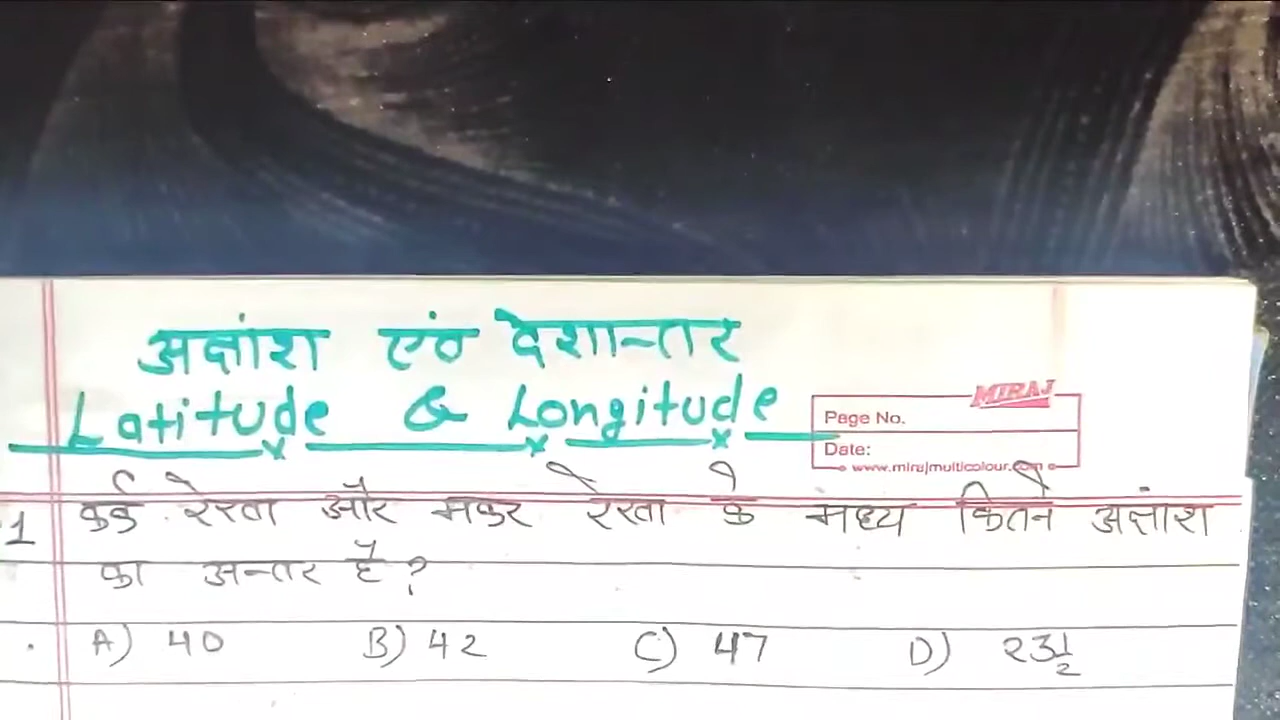 अक्षांश एंव देशान्तर
Latitude & Longitude
MIRAJ
Page No.
Date:
www.mirajmulticolour.com
1 कर्क रेखा और मकर रेखा के मध्य कितने अक्षांश
का अन्तर है ?
A) 40 B) 42 C) 47 D) 23½